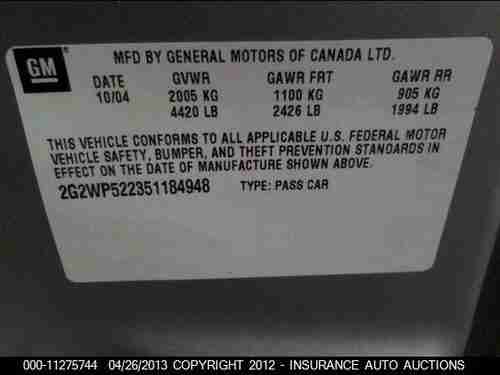 GM
MFD BY GENERAL MOTORS OF CANADA LTD.
DATE GVWR GAWR FRT GAWR RR
10/04 2005 KG 1100 KG 905 KG
4420 LB 2426 LB 1994 LB
THIS VEHICLE CONFORMS TO ALL APPLICABLE U.S. FEDERAL MOTOR
VEHICLE SAFETY, BUMPER, AND THEFT PREVENTION STANDARDS IN
EFFECT ON THE DATE OF MANUFACTURE SHOWN ABOVE.
2G2WP522351184948 TYPE: PASS CAR
000-11275744 04/26/2013 COPYRIGHT 2012 - INSURANCE AUTO AUCTIONS